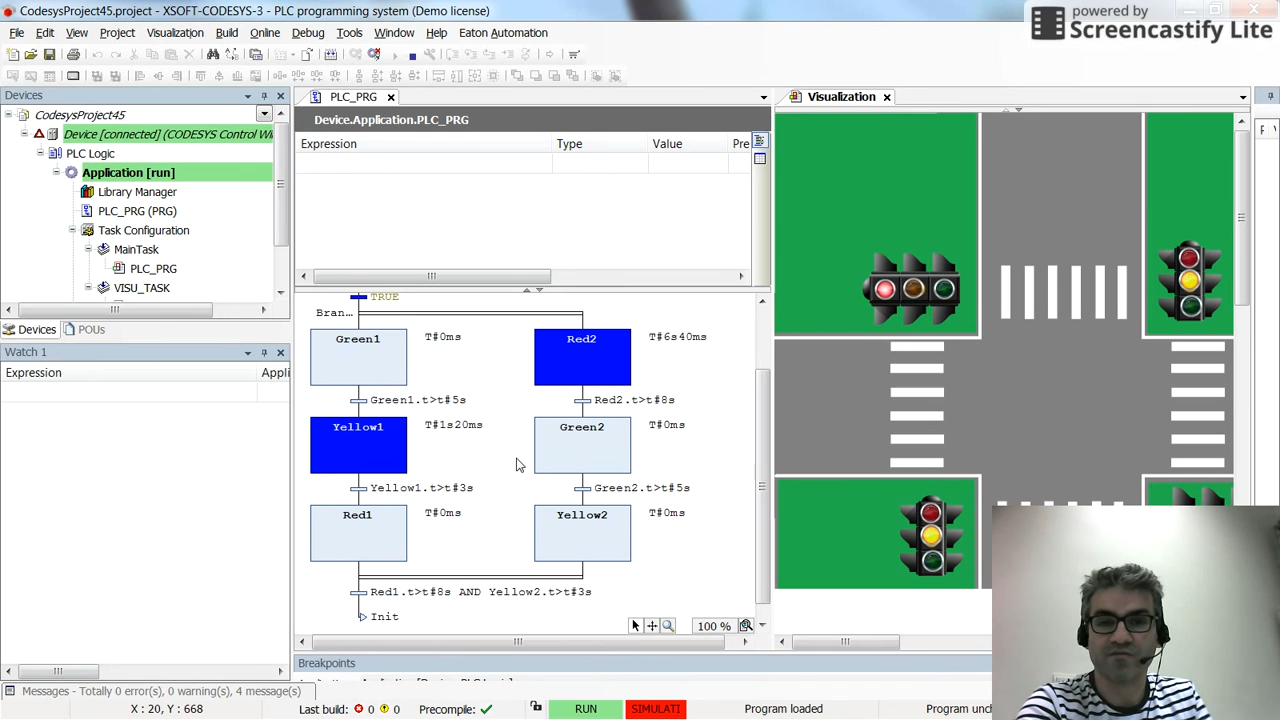 CodesysProject45.project - XSOFT-CODESYS-3 - PLC programming system (Demo license)
powered by
Screencastify Lite
File Edit View Project Visualization Build Online Debug Tools Window Help Eaton Automation
Devices
PLC_PRG
Visualization
CodesysProject45
Device [connected] (CODESYS Control Wi
PLC Logic
Application [run]
Library Manager
PLC_PRG (PRG)
Task Configuration
MainTask
PLC_PRG
VISU_TASK
Devices POUs
Watch 1
Expression Appli
Device.Application.PLC_PRG
Expression Type Value Pre
TRUE
Bran...
Green1 T#0ms Red2 T#6s40ms
Green1.t>t#5s Red2.t>t#8s
Yellow1 T#1s20ms Green2 T#0ms
Yellow1.t>t#3s Green2.t>t#5s
Red1 T#0ms Yellow2 T#0ms
Red1.t>t#8s AND Yellow2.t>t#3s
Init
100 %
Breakpoints
Messages - Totally 0 error(s), 0 warning(s), 4 message(s)
X : 20, Y : 668 Last build: 0 0 Precompile: RUN SIMULATI Program loaded Program unch